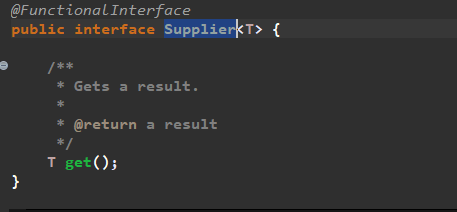 @FunctionalInterface
public interface Supplier<T> {
/**
* Gets a result.
*
* @return a result
*/
T get();
}